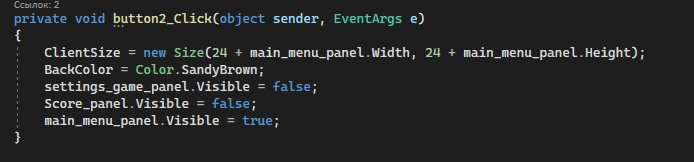 Ссылок: 2
private void button2_Click(object sender, EventArgs e)
{
ClientSize = new Size(24 + main_menu_panel.Width, 24 + main_menu_panel.Height);
BackColor = Color.SandyBrown;
settings_game_panel.Visible = false;
Score_panel.Visible = false;
main_menu_panel.Visible = true;
}